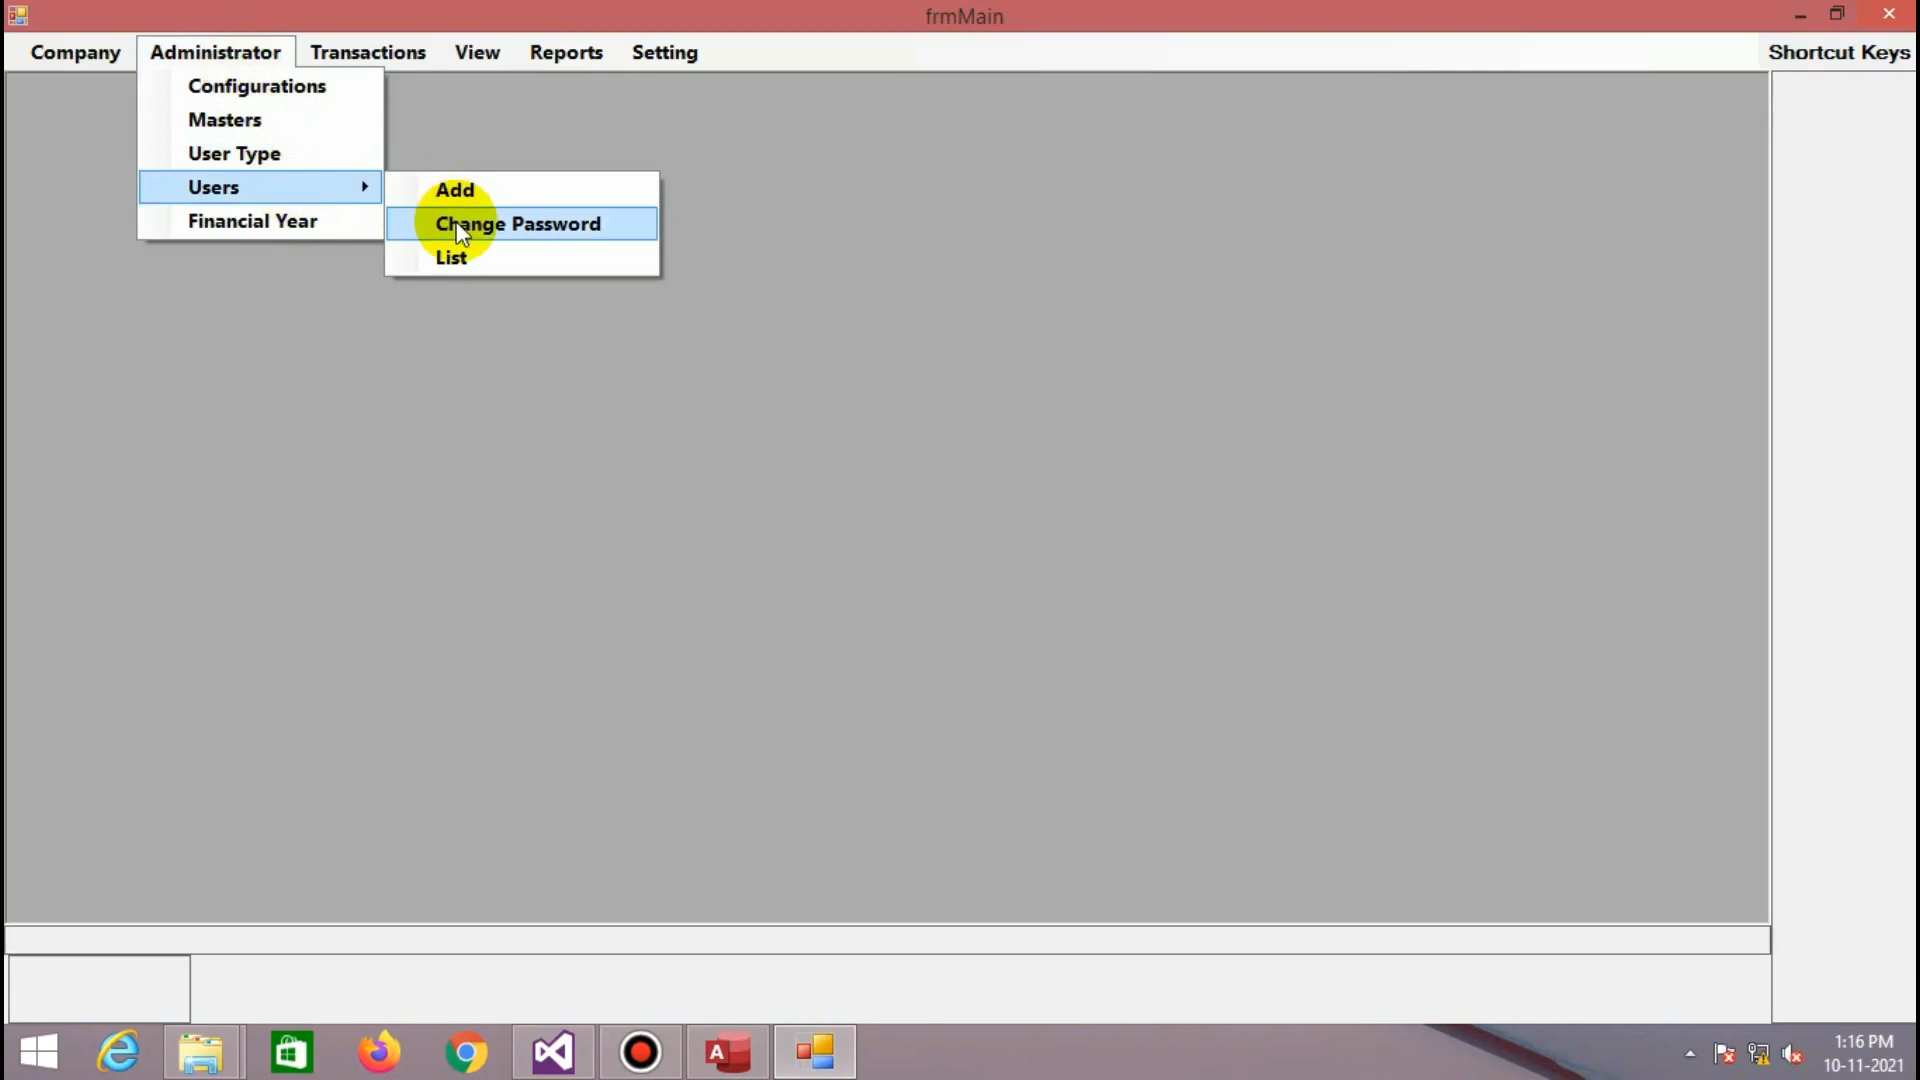 frmMain
Company Administrator Transactions View Reports Setting Shortcut Keys
Configurations
Masters
User Type
Users
Financial Year
Add
Change Password
List
1:16 PM
10-11-2021